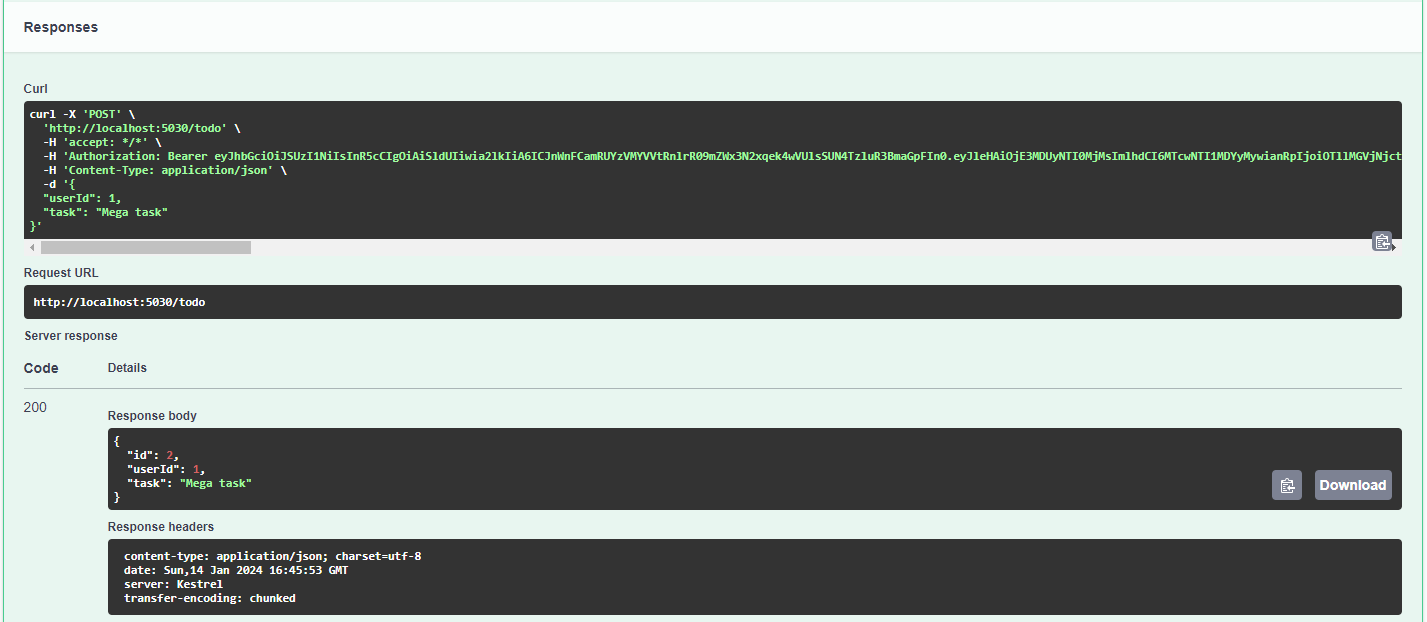 Responses
Curl
curl -X 'POST' \
'http://localhost:5030/todo' \
-H 'accept: */*' \
-H 'Authorization: Bearer eyJhbGciOiJSUzI1NiIsInR5cCIgOiAiSldUIiwia2lkIiA6ICJnWnFCamRUYzVMYVVtRnlrR09mZWx3N2xqek4wVUlsSUN4TzluR3BmaGpFIn0.eyJleHAiOjE3MDUyNTI0MjMsImlhdCI6MTcwNTI1MDYyMywianRpIjoiOTllMGVjNjct
-H 'Content-Type: application/json' \
-d '{
"userId": 1,
"task": "Mega task"
}'
Request URL
http://localhost:5030/todo
Server response
Code Details
200
Response body
{
"id": 2,
"userId": 1,
"task": "Mega task"
}
Download
Response headers
content-type: application/json; charset=utf-8
date: Sun,14 Jan 2024 16:45:53 GMT
server: Kestrel
transfer-encoding: chunked